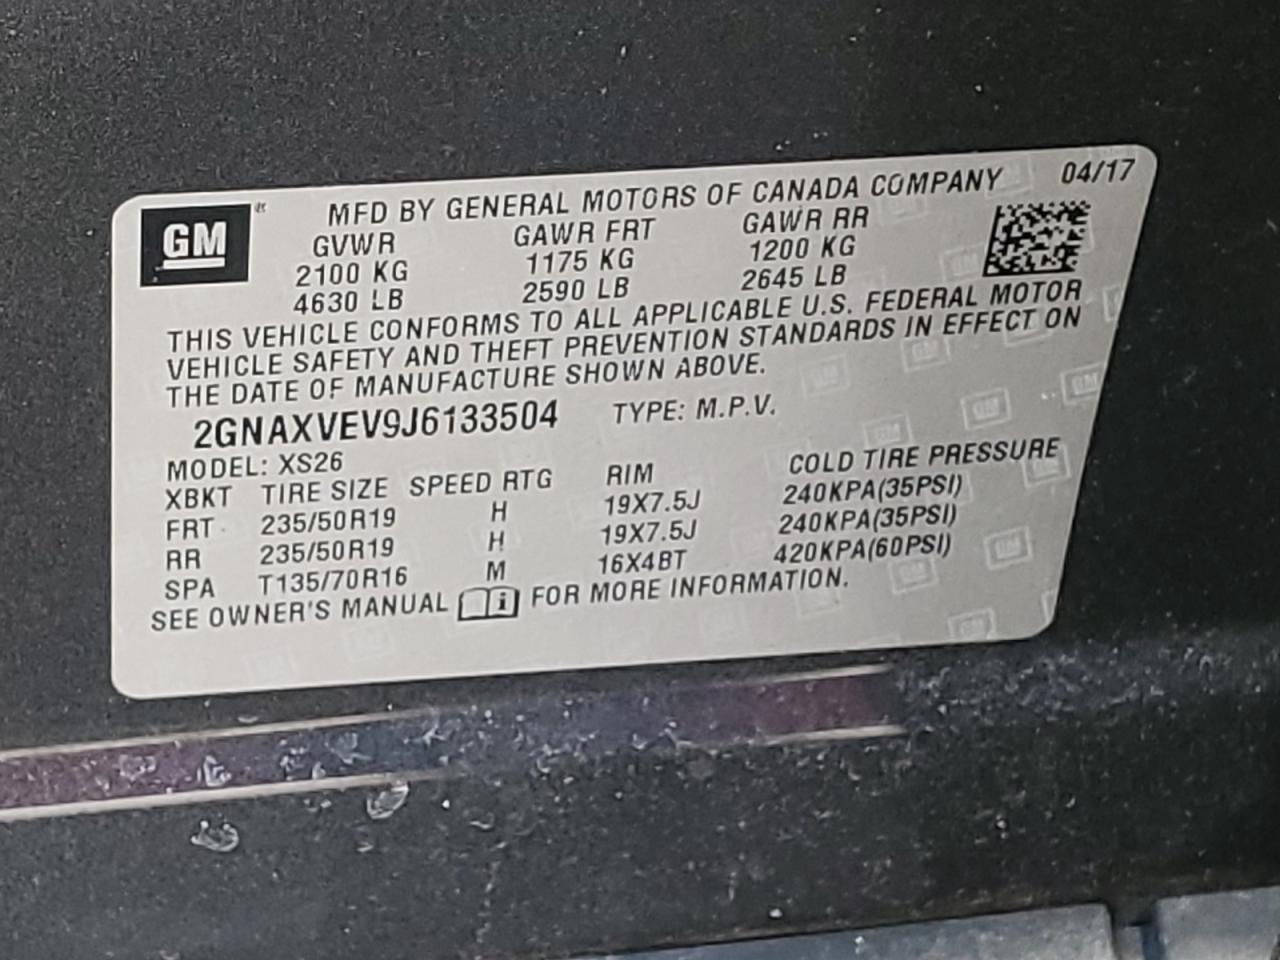 GM ® MFD BY GENERAL MOTORS OF CANADA COMPANY 04/17
GVWR GAWR FRT GAWR RR
2100 KG 1175 KG 1200 KG
4630 LB 2590 LB 2645 LB
THIS VEHICLE CONFORMS TO ALL APPLICABLE U.S. FEDERAL MOTOR
VEHICLE SAFETY AND THEFT PREVENTION STANDARDS IN EFFECT ON
THE DATE OF MANUFACTURE SHOWN ABOVE.
2GNAXVEV9J6133504 TYPE: M.P.V.
MODEL: XS26
XBKT TIRE SIZE SPEED RTG RIM COLD TIRE PRESSURE
FRT 235/50R19 H 19X7.5J 240KPA(35PSI)
RR 235/50R19 H 19X7.5J 240KPA(35PSI)
SPA T135/70R16 M 16X4BT 420KPA(60PSI)
SEE OWNER'S MANUAL i FOR MORE INFORMATION.